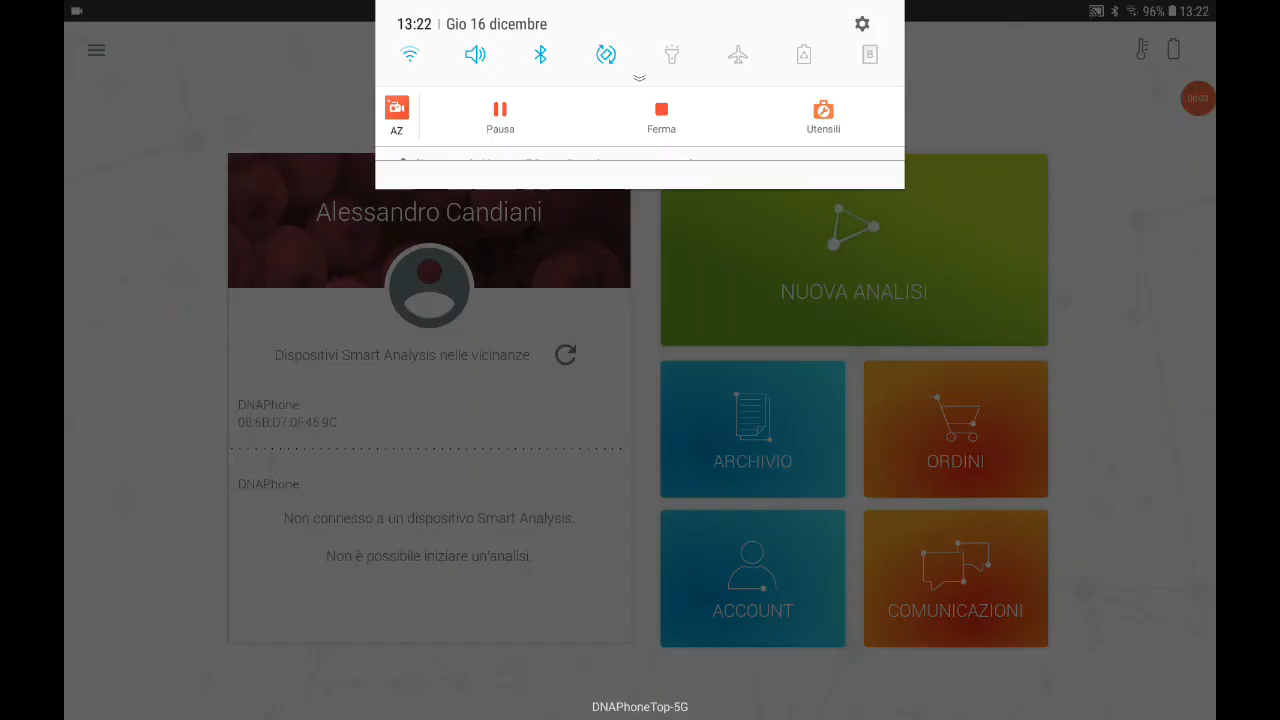 13:22 | Gio 16 dicembre
96% 13:22
B
AZ
Pausa
Ferma
Utensili
00:03
Alessandro Candiani
NUOVA ANALISI
Dispositivi Smart Analysis nelle vicinanze
DNAPhone
08:6B:D7:0F:45:9C
DNAPhone
Non connesso a un dispositivo Smart Analysis.
Non è possibile iniziare un'analisi.
ARCHIVIO
ORDINI
ACCOUNT
COMUNICAZIONI
DNAPhoneTop-5G